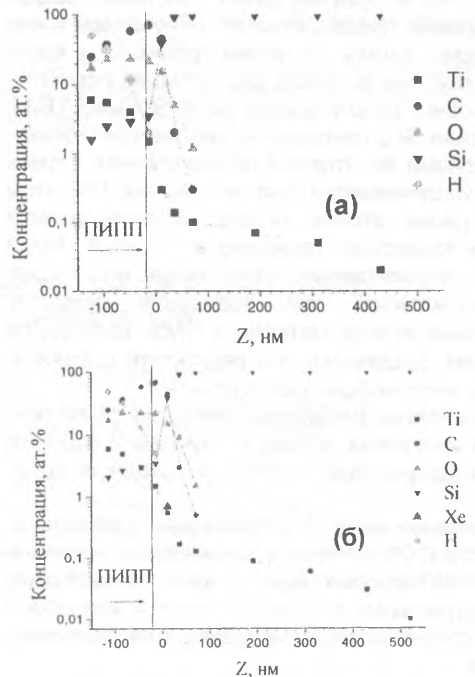 Концентрация, ат.%
100
10
1
0,1
0,01
ПИПП
(а)
-100 0 100 200 300 400 500
Z, нм
Ti
C
O
Si
H
Концентрация, ат.%
100
10
1
0,1
0,01
ПИПП
(б)
-100 0 100 200 300 400 500
Z, нм
Ti
C
O
Si
Xe
H